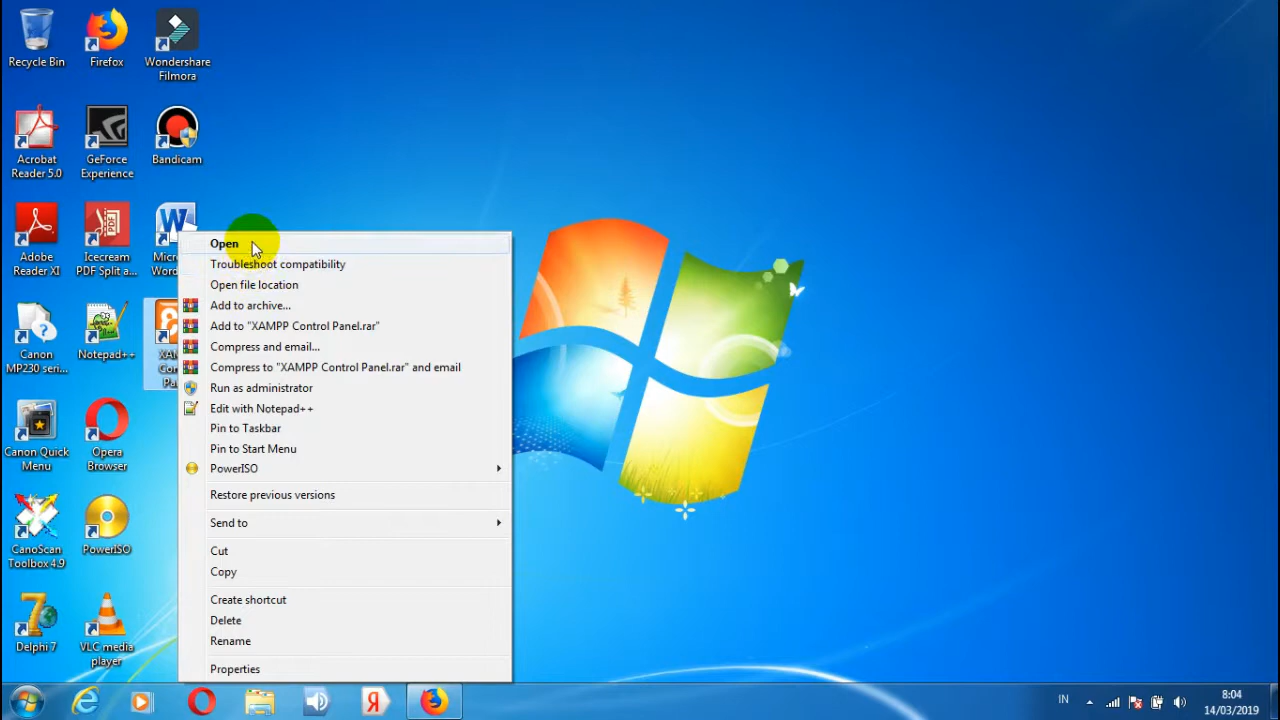 Recycle Bin
Firefox
Wondershare
Filmora
Acrobat
Reader 5.0
GeForce
Experience
Bandicam
Adobe
Reader XI
Icecream
PDF Split a...
Canon
MP230 seri...
Notepad++
Canon Quick
Menu
Opera
Browser
CanoScan
Toolbox 4.9
PowerISO
Delphi 7
VLC media
player
Open
Troubleshoot compatibility
Open file location
Add to archive...
Add to "XAMPP Control Panel.rar"
Compress and email...
Compress to "XAMPP Control Panel.rar" and email
Run as administrator
Edit with Notepad++
Pin to Taskbar
Pin to Start Menu
PowerISO
Restore previous versions
Send to
Cut
Copy
Create shortcut
Delete
Rename
Properties
IN
8:04
14/03/2019